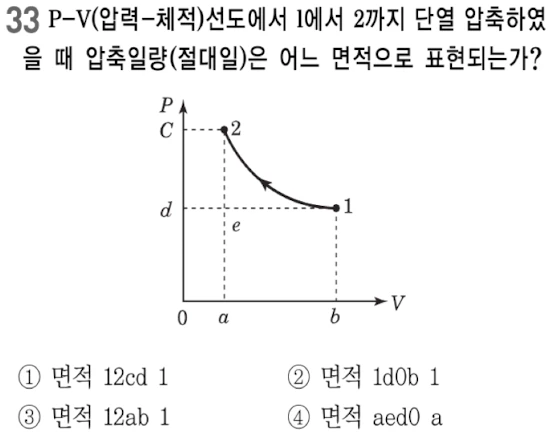 33 P-V(압력-체적)선도에서 1에서 2까지 단열 압축하였
을 때 압축일량(절대일)은 어느 면적으로 표현되는가?
P
C
2
d
1
e
V
0
a
b
① 면적 12cd 1
② 면적 1d0b 1
③ 면적 12ab 1
④ 면적 aed0 a